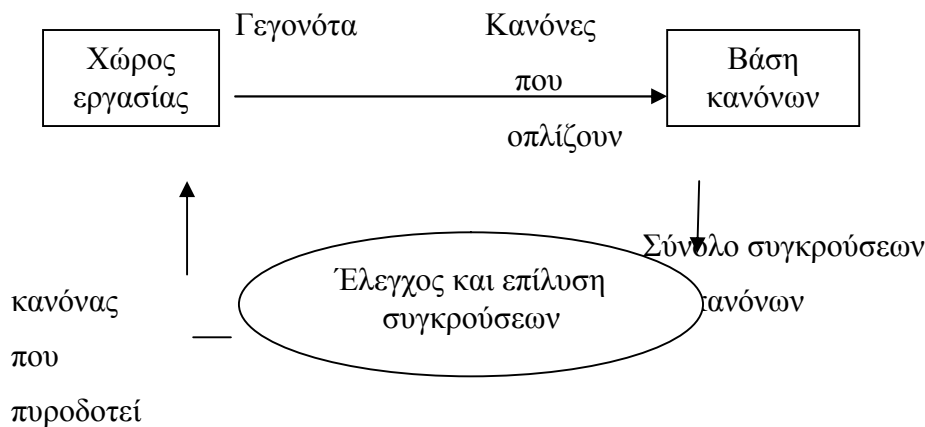 Γεγονότα
Κανόνες
που
οπλίζουν
Χώρος
εργασίας
Βάση
κανόνων
Σύνολο συγκρούσεων
κανόνων
Έλεγχος και επίλυση
συγκρούσεων
κανόνας
που
πυροδοτεί